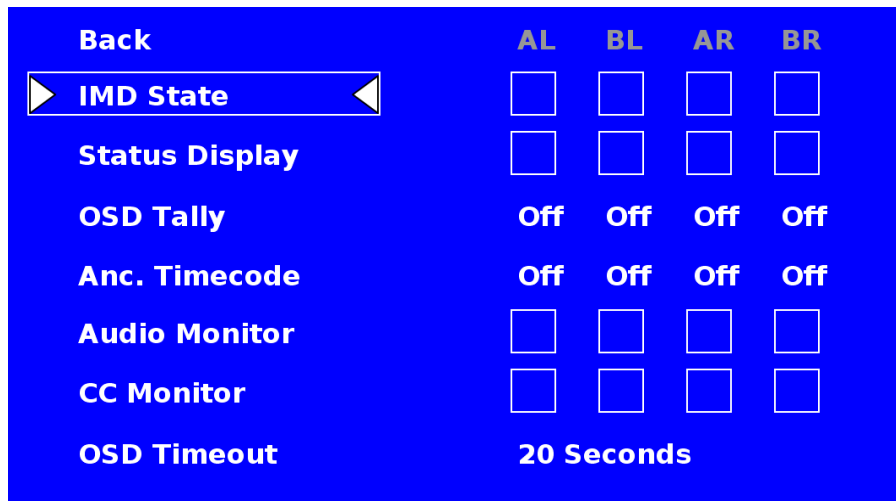 Back AL BL AR BR
IMD State
Status Display
OSD Tally Off Off Off Off
Anc. Timecode Off Off Off Off
Audio Monitor
CC Monitor
OSD Timeout 20 Seconds